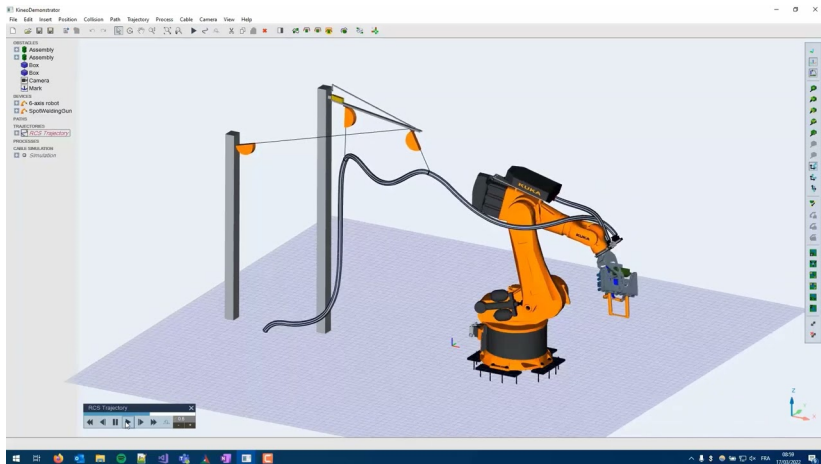 KineoDemonstrator
File Edit Insert Position Collision Path Trajectory Process Cable Camera View Help
OBSTACLES
Assembly
Assembly
Box
Box
Camera
Mark
DEVICES
6-axis robot
SpotWeldingGun
PATHS
TRAJECTORIES
RCS Trajectory
PROCESSES
CABLE SIMULATION
Simulation
KUKA
KUKA
Z
X
RCS Trajectory
FRA
08:59
17/03/2022